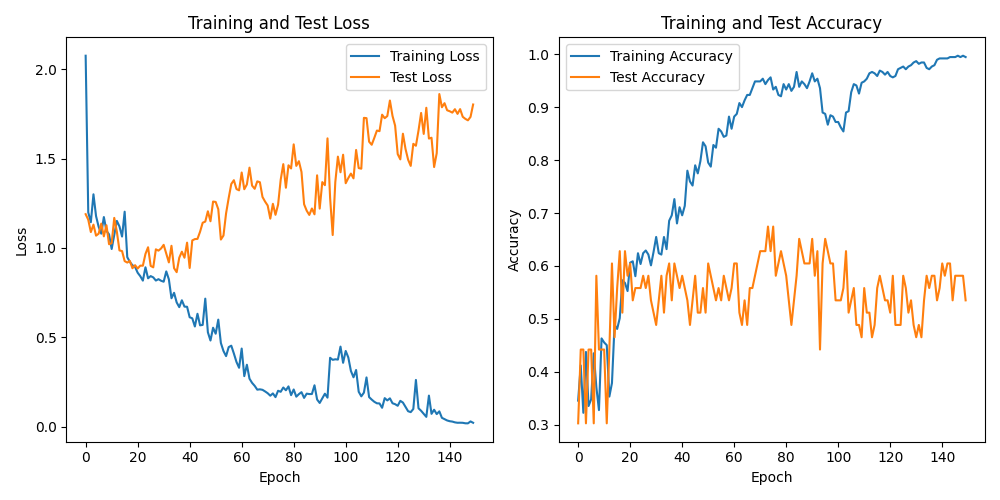 Training and Test Loss
Training Loss
Test Loss
2.0
1.5
1.0
0.5
0.0
Loss
0 20 40 60 80 100 120 140
Epoch
Training and Test Accuracy
Training Accuracy
Test Accuracy
1.0
0.9
0.8
0.7
0.6
0.5
0.4
0.3
Accuracy
0 20 40 60 80 100 120 140
Epoch